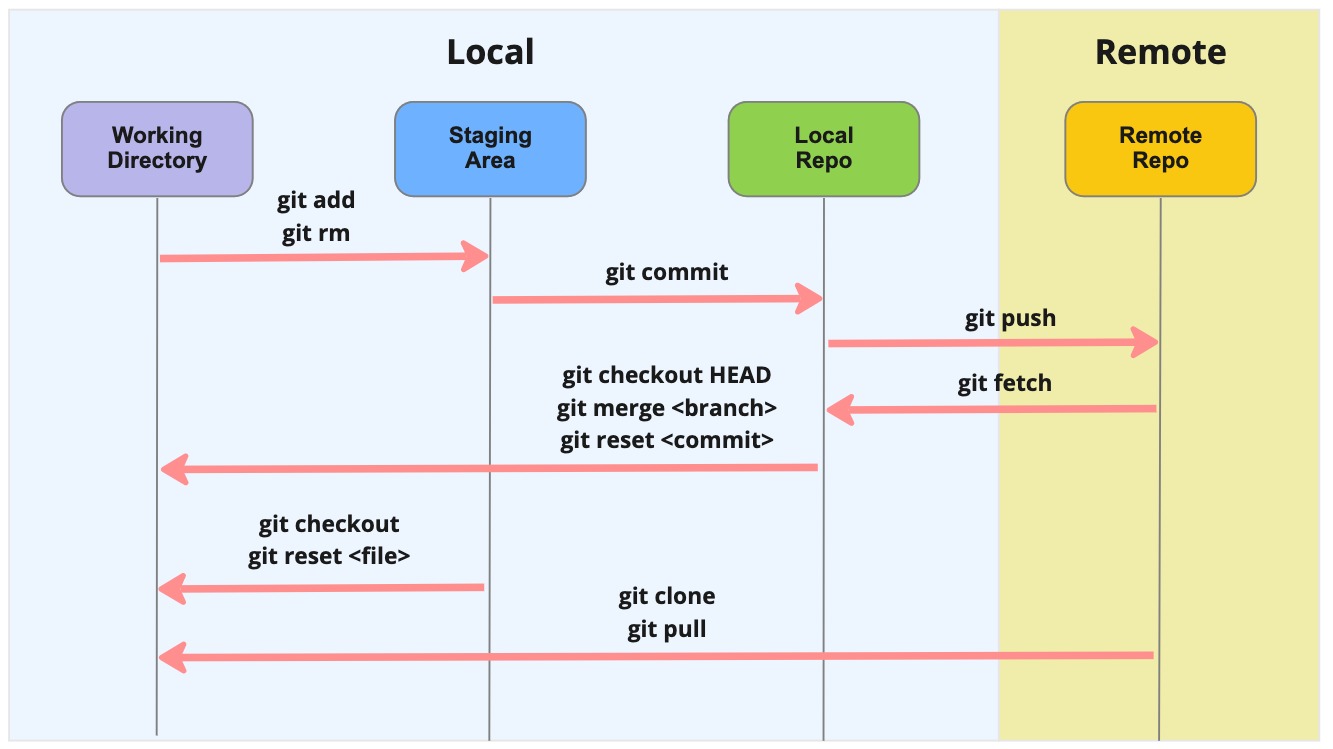 Local
Remote
Working
Directory
Staging
Area
Local
Repo
Remote
Repo
git add
git rm
git commit
git push
git checkout HEAD
git merge <branch>
git reset <commit>
git fetch
git checkout
git reset <file>
git clone
git pull